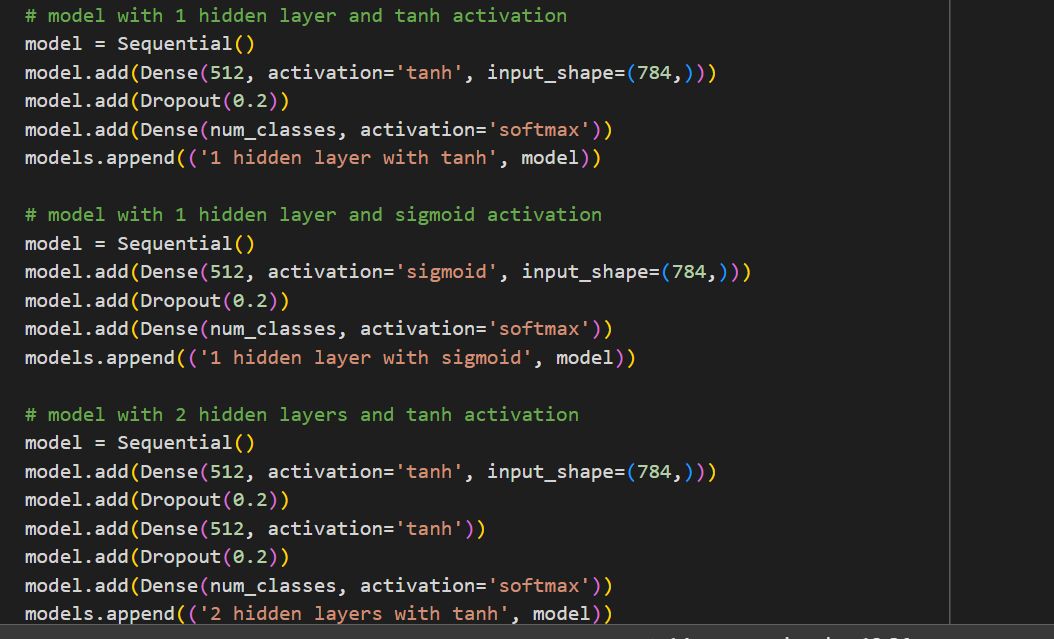 # model with 1 hidden layer and tanh activation
model = Sequential()
model.add(Dense(512, activation='tanh', input_shape=(784,)))
model.add(Dropout(0.2))
model.add(Dense(num_classes, activation='softmax'))
models.append(('1 hidden layer with tanh', model))
# model with 1 hidden layer and sigmoid activation
model = Sequential()
model.add(Dense(512, activation='sigmoid', input_shape=(784,)))
model.add(Dropout(0.2))
model.add(Dense(num_classes, activation='softmax'))
models.append(('1 hidden layer with sigmoid', model))
# model with 2 hidden layers and tanh activation
model = Sequential()
model.add(Dense(512, activation='tanh', input_shape=(784,)))
model.add(Dropout(0.2))
model.add(Dense(512, activation='tanh'))
model.add(Dropout(0.2))
model.add(Dense(num_classes, activation='softmax'))
models.append(('2 hidden layers with tanh', model))